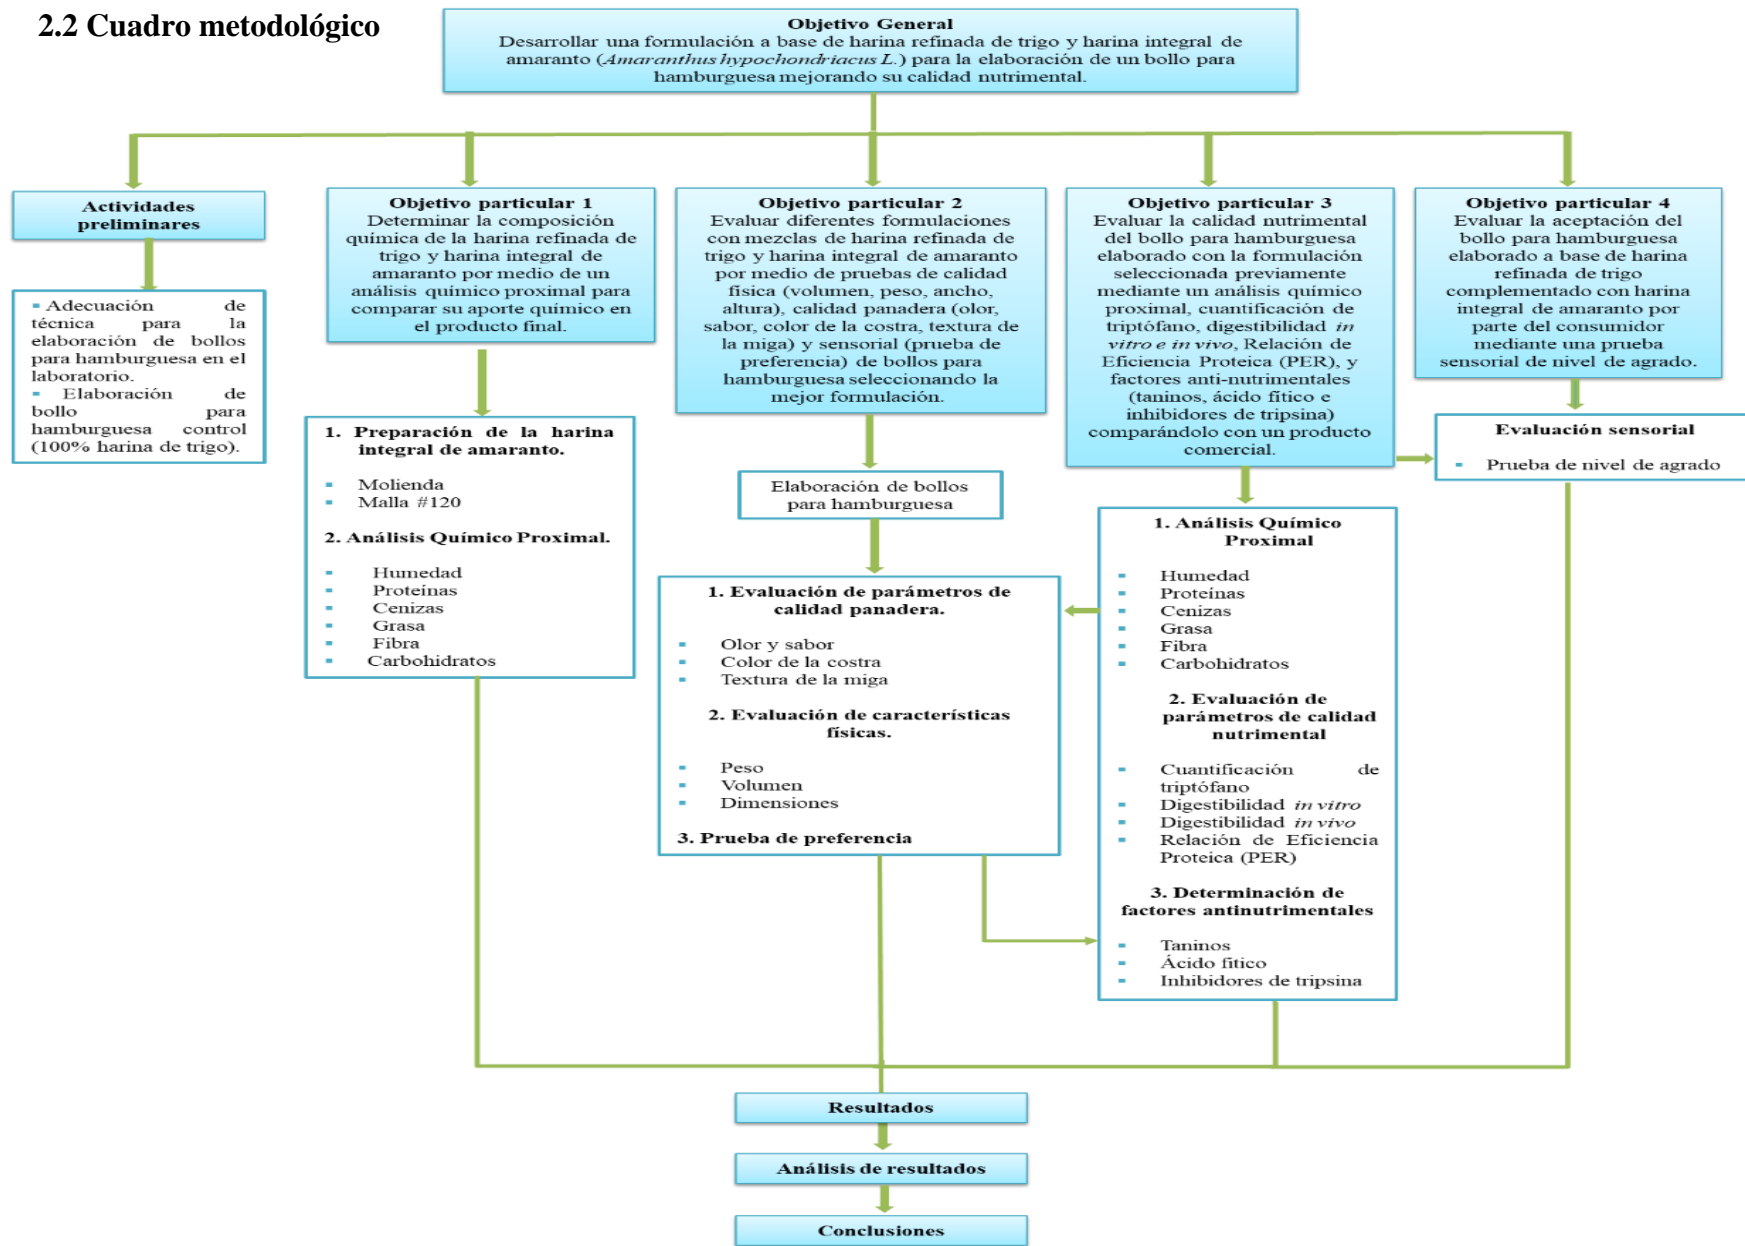 2.2 Cuadro metodológico
Objetivo General
Desarrollar una formulación a base de harina refinada de trigo y harina integral de
amaranto (Amaranthus hypochondriacus L.) para la elaboración de un bollo para
hamburguesa mejorando su calidad nutrimental.
Actividades
preliminares
▪ Adecuación de
técnica para la
elaboración de bollos
para hamburguesa en el
laboratorio.
▪ Elaboración de
bollo para
hamburguesa control
(100% harina de trigo).
Objetivo particular 1
Determinar la composición
química de la harina refinada de
trigo y harina integral de
amaranto por medio de un
análisis químico proximal para
comparar su aporte químico en
el producto final.
1. Preparación de la harina
integral de amaranto.
▪ Molienda
▪ Malla #120
2. Análisis Químico Proximal.
▪ Humedad
▪ Proteínas
▪ Cenizas
▪ Grasa
▪ Fibra
▪ Carbohidratos
Objetivo particular 2
Evaluar diferentes formulaciones
con mezclas de harina refinada de
trigo y harina integral de amaranto
por medio de pruebas de calidad
física (volumen, peso, ancho,
altura), calidad panadera (olor,
sabor, color de la costra, textura de
la miga) y sensorial (prueba de
preferencia) de bollos para
hamburguesa seleccionando la
mejor formulación.
Elaboración de bollos
para hamburguesa
1. Evaluación de parámetros de
calidad panadera.
▪ Olor y sabor
▪ Color de la costra
▪ Textura de la miga
2. Evaluación de características
físicas.
▪ Peso
▪ Volumen
▪ Dimensiones
3. Prueba de preferencia
Objetivo particular 3
Evaluar la calidad nutrimental
del bollo para hamburguesa
elaborado con la formulación
seleccionada previamente
mediante un análisis químico
proximal, cuantificación de
triptófano, digestibilidad in
vitro e in vivo, Relación de
Eficiencia Proteica (PER), y
factores anti-nutrimentales
(taninos, ácido fítico e
inhibidores de tripsina)
comparándolo con un producto
comercial.
1. Análisis Químico
Proximal
▪ Humedad
▪ Proteínas
▪ Cenizas
▪ Grasa
▪ Fibra
▪ Carbohidratos
2. Evaluación de
parámetros de calidad
nutrimental
▪ Cuantificación de
triptófano
▪ Digestibilidad in vitro
▪ Digestibilidad in vivo
▪ Relación de Eficiencia
Proteica (PER)
3. Determinación de
factores antinutrimentales
▪ Taninos
▪ Ácido fítico
▪ Inhibidores de tripsina
Objetivo particular 4
Evaluar la aceptación del
bollo para hamburguesa
elaborado a base de harina
refinada de trigo
complementado con harina
integral de amaranto por
parte del consumidor
mediante una prueba
sensorial de nivel de agrado.
Evaluación sensorial
▪ Prueba de nivel de agrado
Resultados
Análisis de resultados
Conclusiones